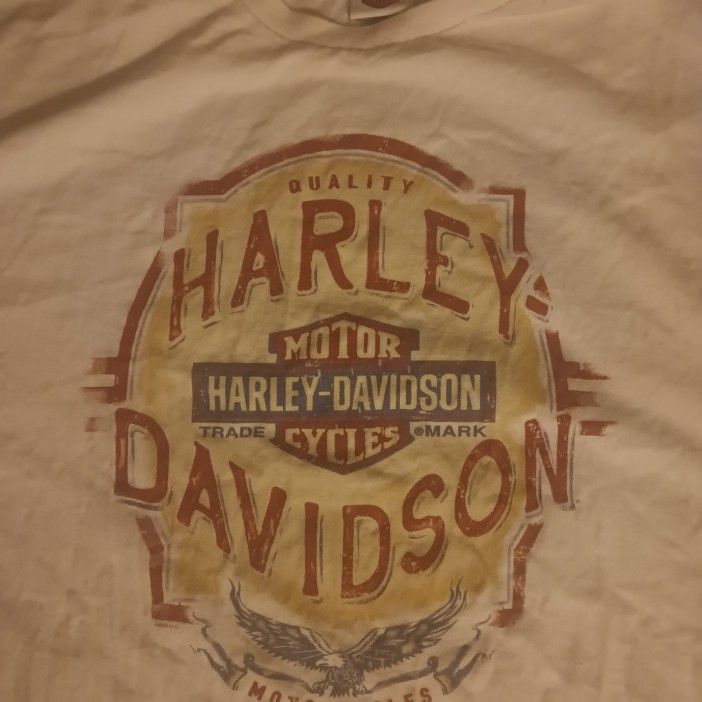 QUALITY
HARLEY-
MOTOR
HARLEY-DAVIDSON
TRADE ®MARK
CYCLES
DAVIDSON